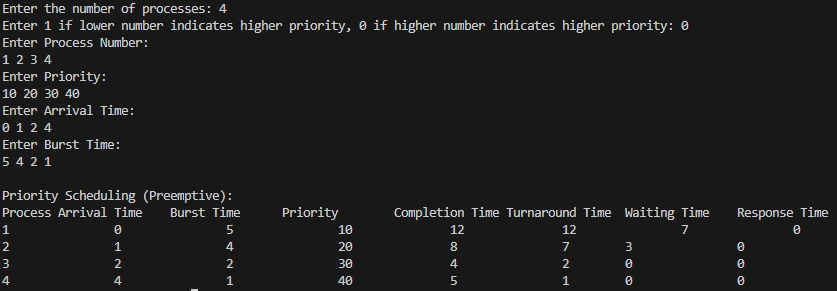 Enter the number of processes: 4
Enter 1 if lower number indicates higher priority, 0 if higher number indicates higher priority: 0
Enter Process Number:
1 2 3 4
Enter Priority:
10 20 30 40
Enter Arrival Time:
0 1 2 4
Enter Burst Time:
5 4 2 1
Priority Scheduling (Preemptive):
Process Arrival Time Burst Time Priority Completion Time Turnaround Time Waiting Time Response Time
1 0 5 10 12 12 7 0
2 1 4 20 8 7 3 0
3 2 2 30 4 2 0 0
4 4 1 40 5 1 0 0